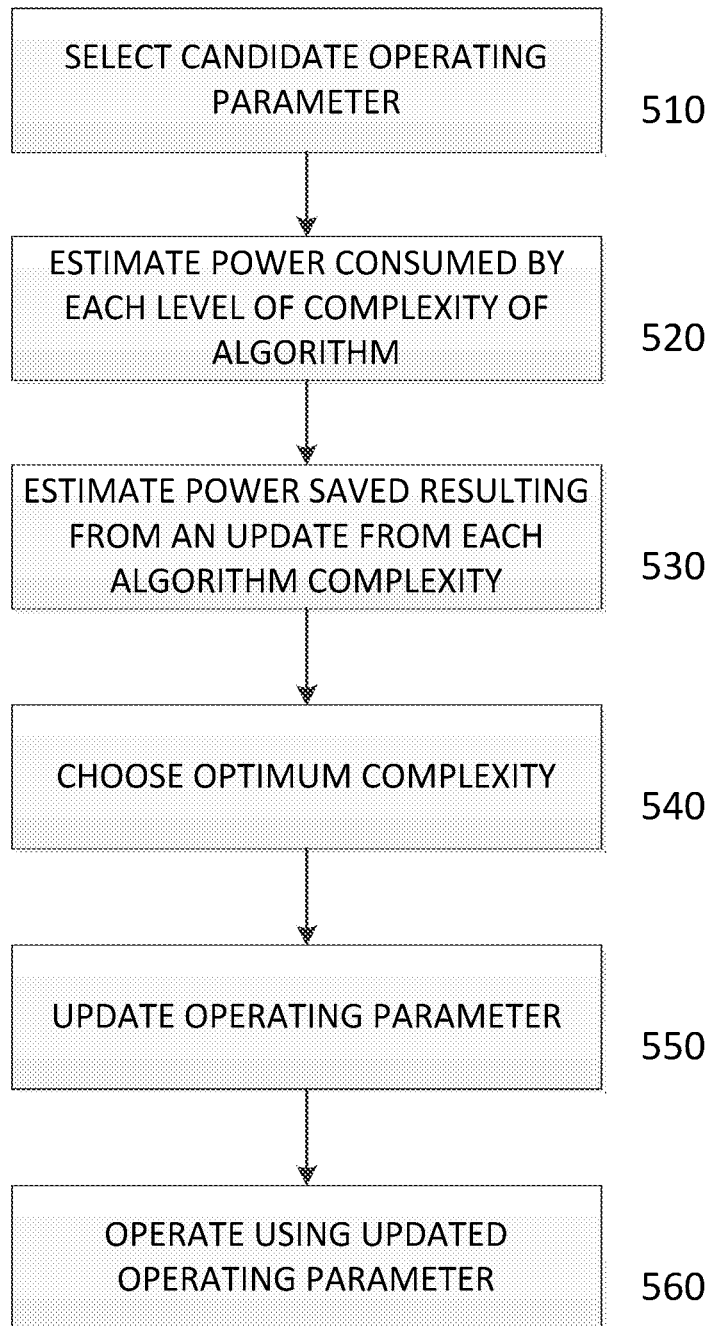 SELECT CANDIDATE OPERATING
PARAMETER
510
ESTIMATE POWER CONSUMED BY
EACH LEVEL OF COMPLEXITY OF
ALGORITHM
520
ESTIMATE POWER SAVED RESULTING
FROM AN UPDATE FROM EACH
ALGORITHM COMPLEXITY
530
CHOOSE OPTIMUM COMPLEXITY
540
UPDATE OPERATING PARAMETER
550
OPERATE USING UPDATED
OPERATING PARAMETER
560